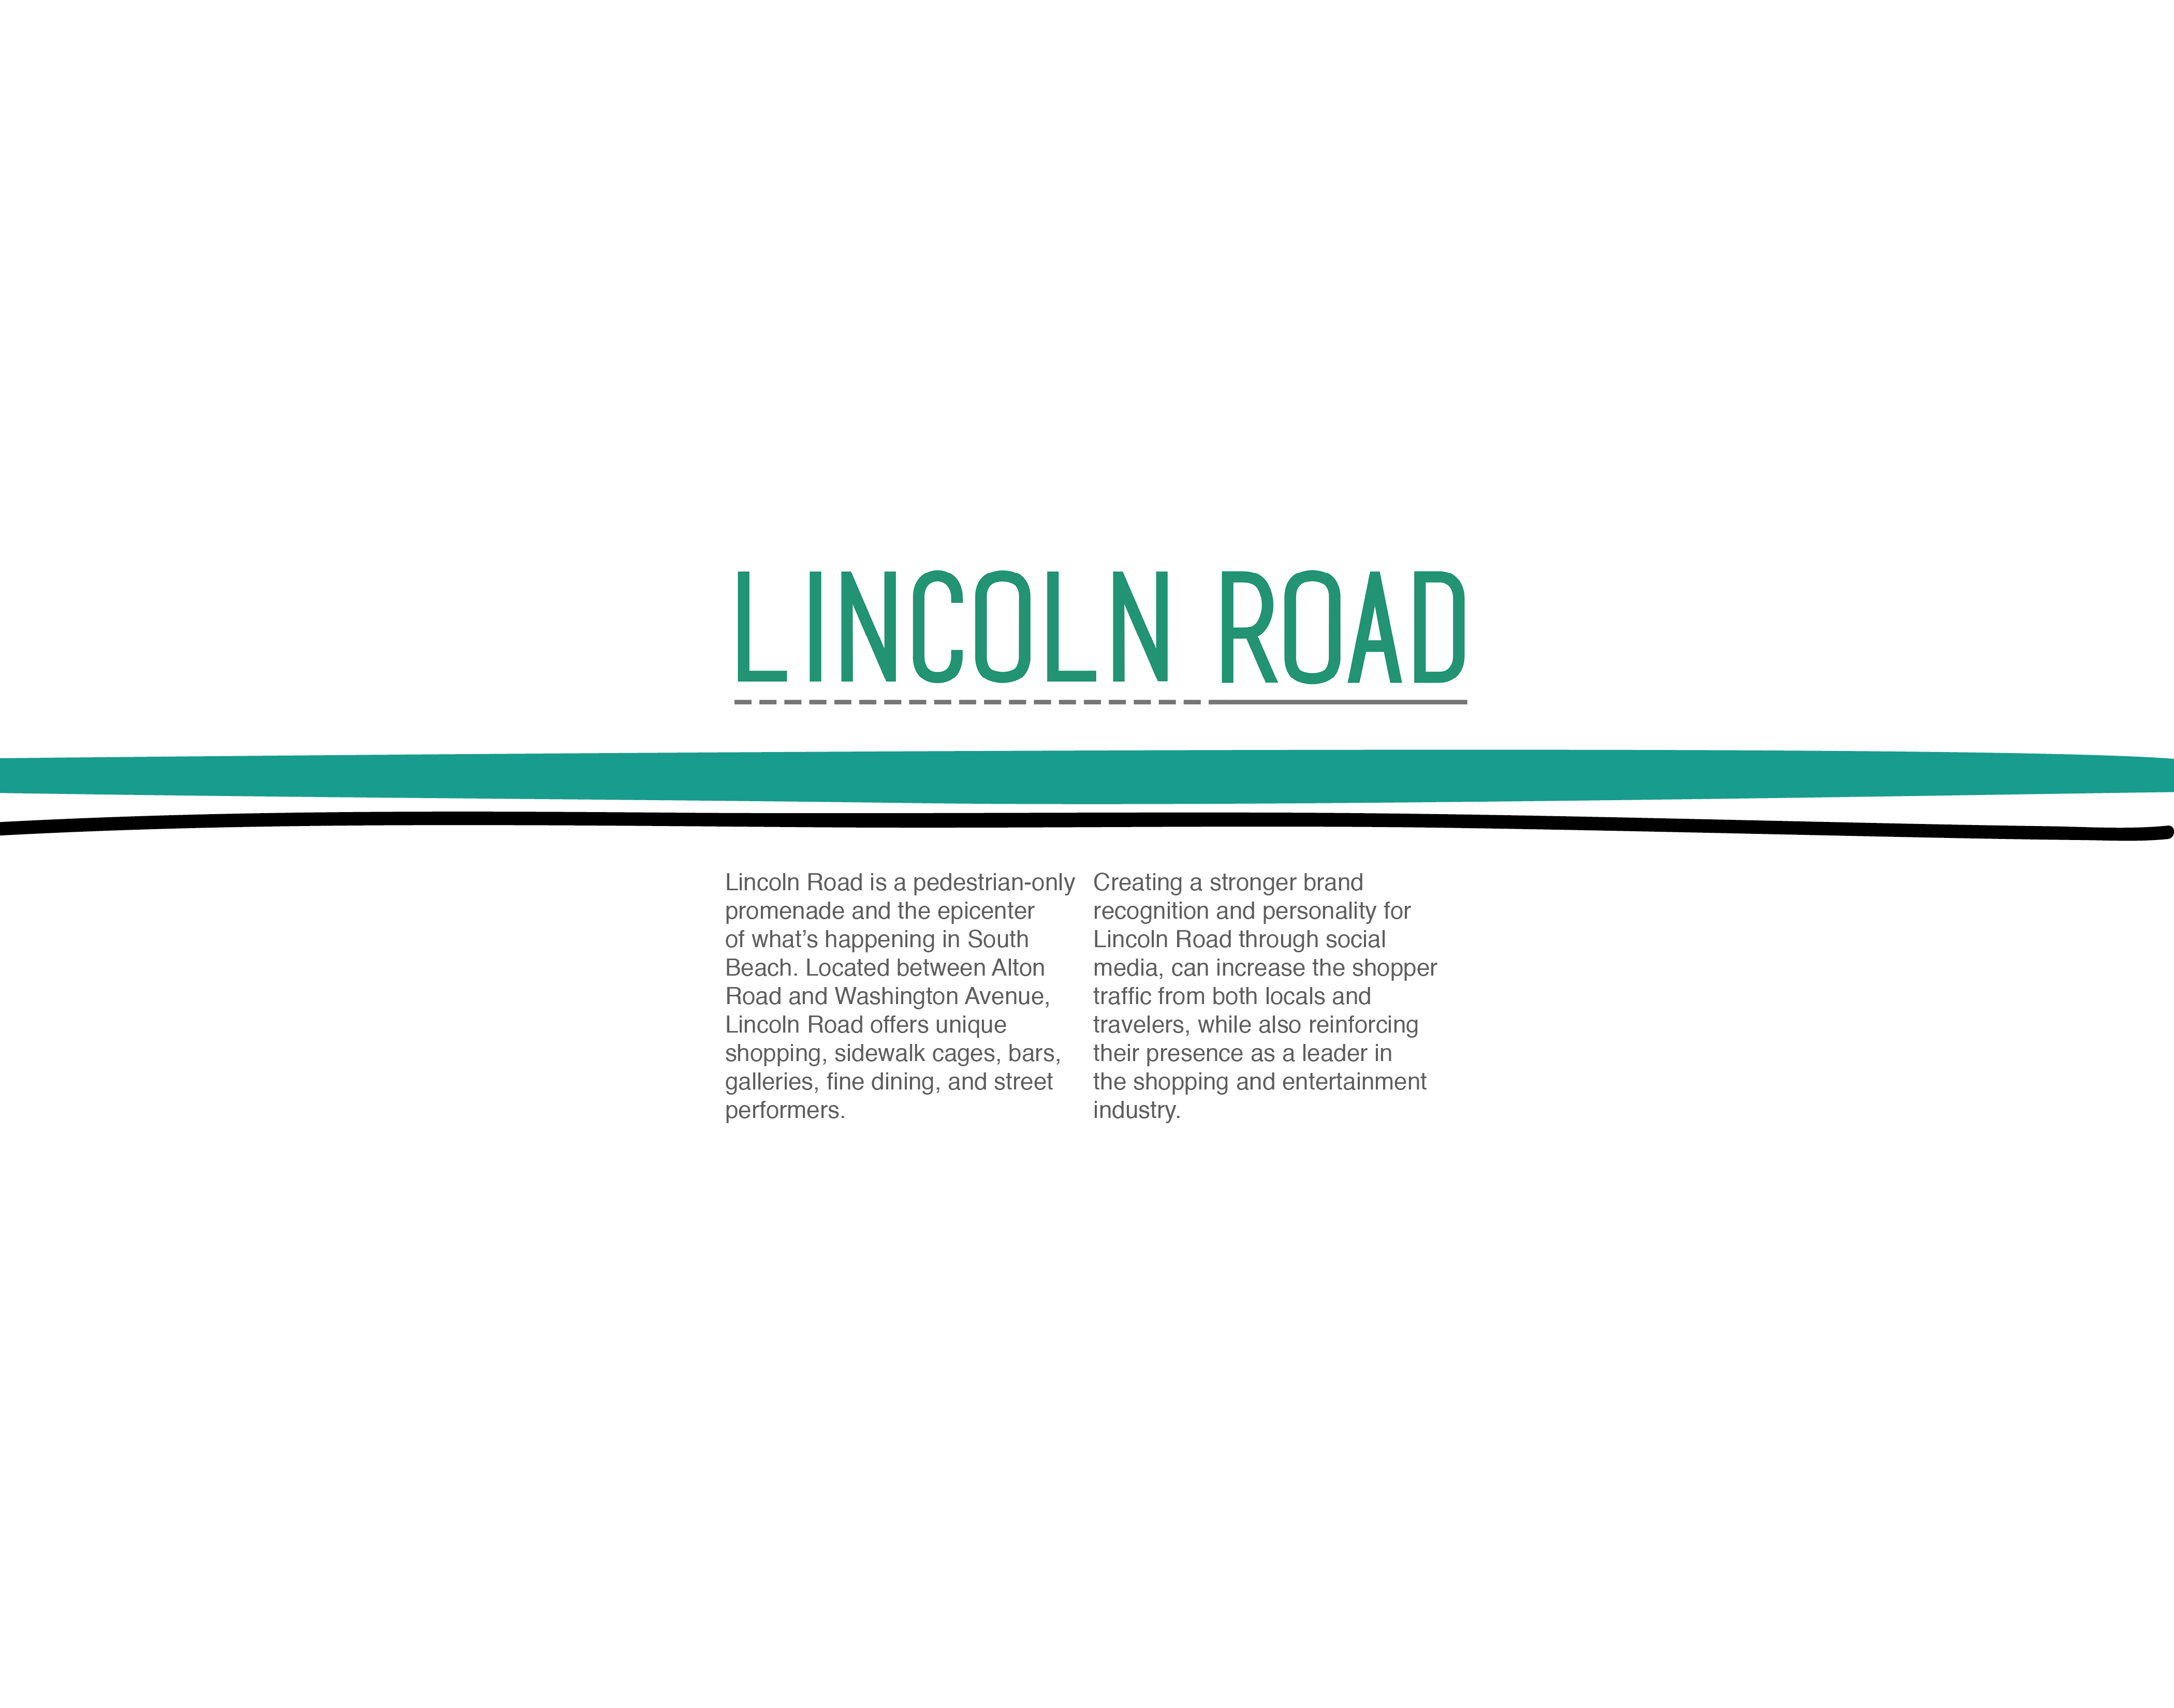 LINCOLN ROAD
Lincoln Road is a pedestrian-only
promenade and the epicenter
of what’s happening in South
Beach. Located between Alton
Road and Washington Avenue,
Lincoln Road offers unique
shopping, sidewalk cages, bars,
galleries, fine dining, and street
performers.
Creating a stronger brand
recognition and personality for
Lincoln Road through social
media, can increase the shopper
traffic from both locals and
travelers, while also reinforcing
their presence as a leader in
the shopping and entertainment
industry.